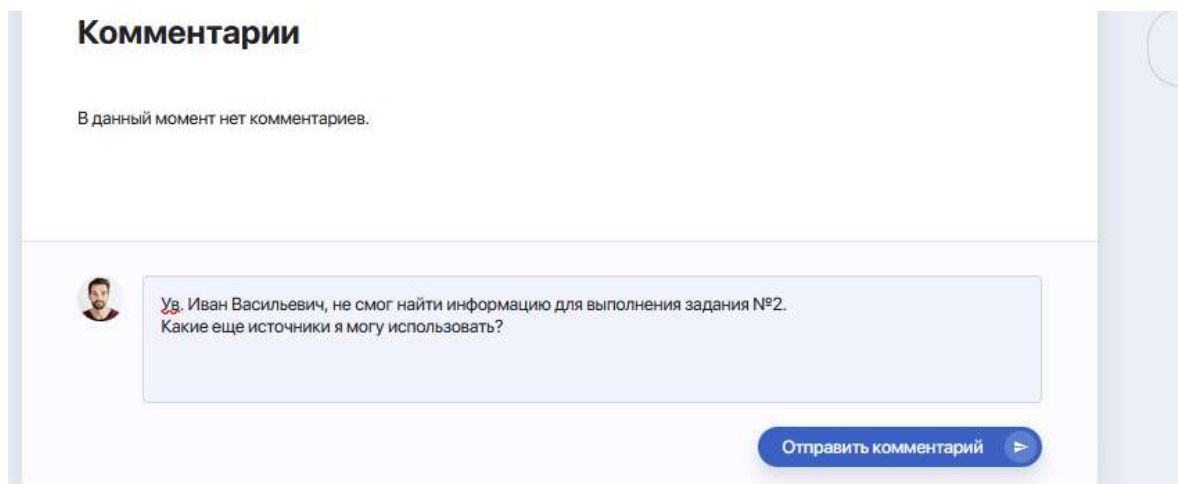 Комментарии
В данный момент нет комментариев.
Ув. Иван Васильевич, не смог найти информацию для выполнения задания №2.
Какие еще источники я могу использовать?
Отправить комментарий